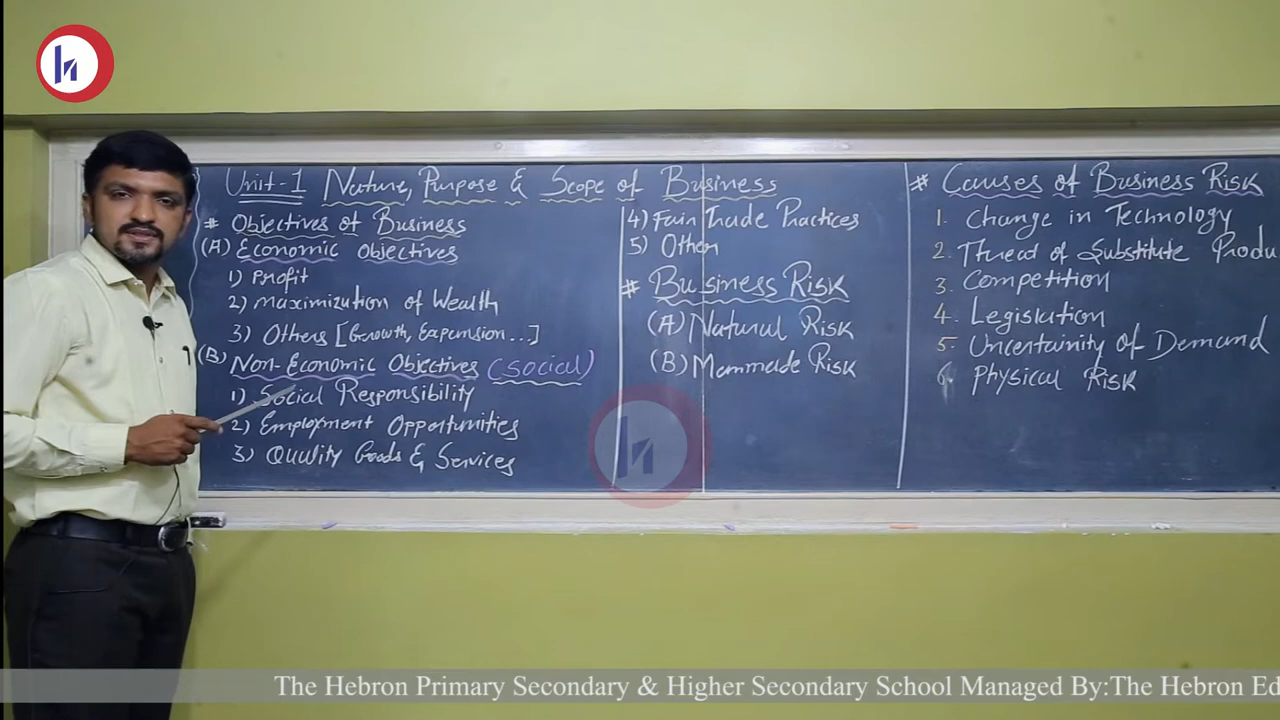 Unit-1 Nature, Purpose & Scope of Business
# Objectives of Business
(A) Economic Objectives
1) Profit
2) Maximization of Wealth
3) Others [Growth, Expansion...]
(B) Non-Economic Objectives (Social)
1) Social Responsibility
2) Employment Opportunities
3) Quality Goods & Services
4) Fair Trade Practices
5) Other
# Business Risk
(A) Natural Risk
(B) Manmade Risk
# Causes of Business Risk
1. Change in Technology
2. Threat of Substitute Produ
3. Competition
4. Legislation
5. Uncertainity of Demand
6. Physical Risk
The Hebron Primary Secondary & Higher Secondary School Managed By:The Hebron Ed